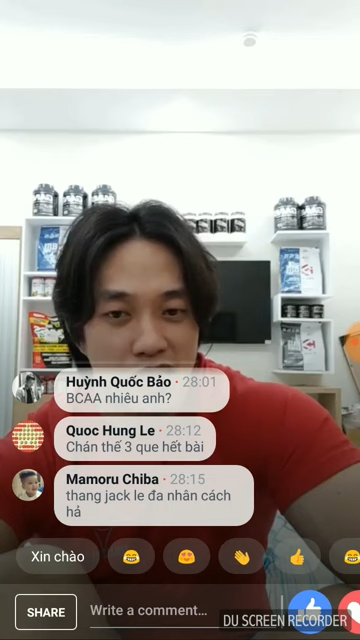 Huỳnh Quốc Bảo · 28:01
BCAA nhiêu anh?
Quoc Hung Le · 28:12
Chán thế 3 que hết bài
Mamoru Chiba · 28:15
thang jack le đa nhân cách
hả
Xin chào
SHARE
Write a comment...
DU SCREEN RECORDER